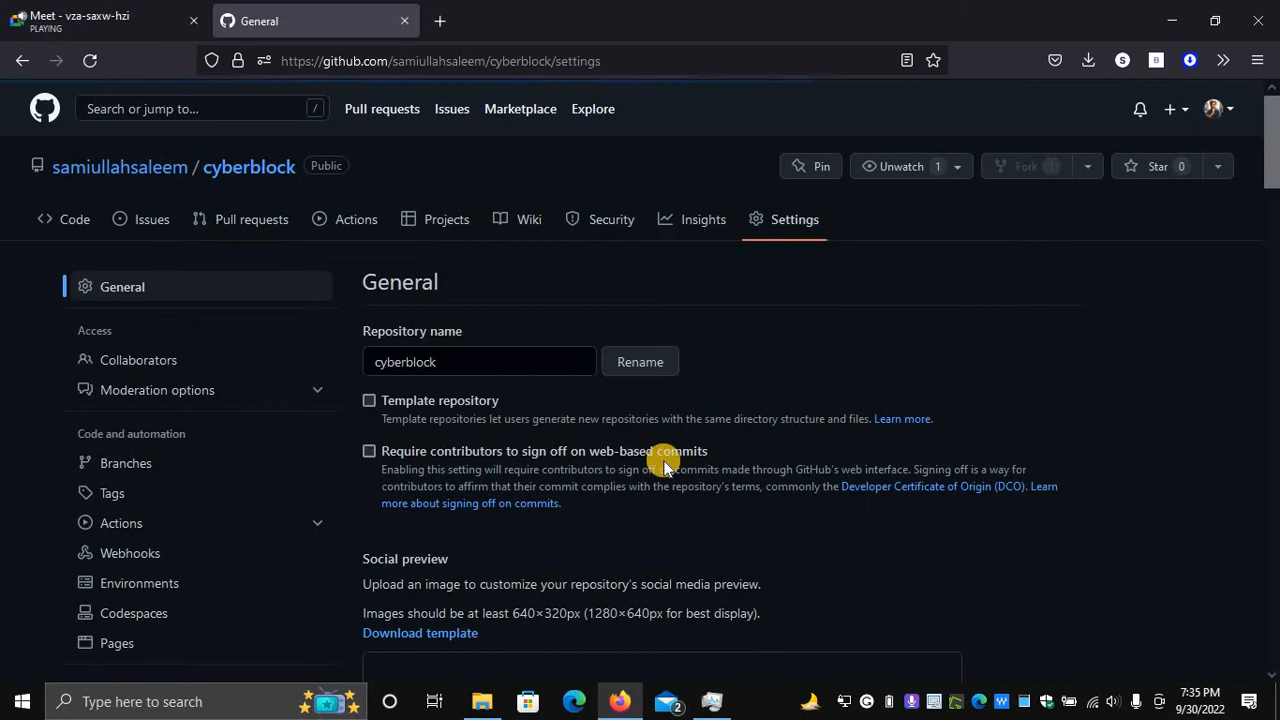 Meet - vza-saxw-hzi
PLAYING
General
https://github.com/samiullahsaleem/cyberblock/settings
S
B
Search or jump to... /
Pull requests Issues Marketplace Explore
samiullahsaleem / cyberblock Public
Pin Unwatch 1 Fork 1 Star 0
Code Issues Pull requests Actions Projects Wiki Security Insights Settings
General
Access
Collaborators
Moderation options
Code and automation
Branches
Tags
Actions
Webhooks
Environments
Codespaces
Pages
General
Repository name
cyberblock Rename
Template repository
Template repositories let users generate new repositories with the same directory structure and files. Learn more.
Require contributors to sign off on web-based commits
Enabling this setting will require contributors to sign off commits made through GitHub's web interface. Signing off is a way for
contributors to affirm that their commit complies with the repository's terms, commonly the Developer Certificate of Origin (DCO). Learn
more about signing off on commits.
Social preview
Upload an image to customize your repository's social media preview.
Images should be at least 640×320px (1280×640px for best display).
Download template
Type here to search
2
7:35 PM
9/30/2022